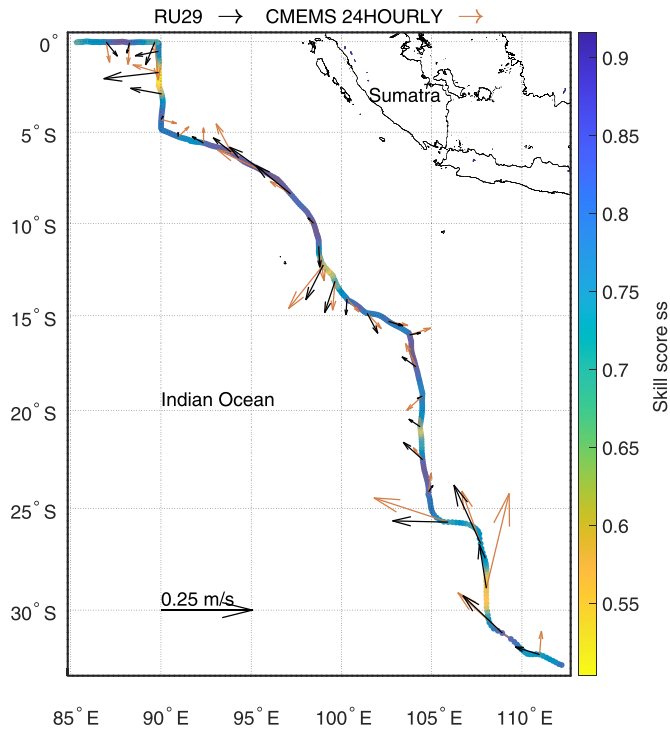 RU29 → CMEMS 24HOURLY →
0° S
5° S
10° S
15° S
20° S
25° S
30° S
85° E 90° E 95° E 100° E 105° E 110° E
Sumatra
Indian Ocean
0.25 m/s
0.9
0.85
0.8
0.75
0.7
0.65
0.6
0.55
Skill score ss